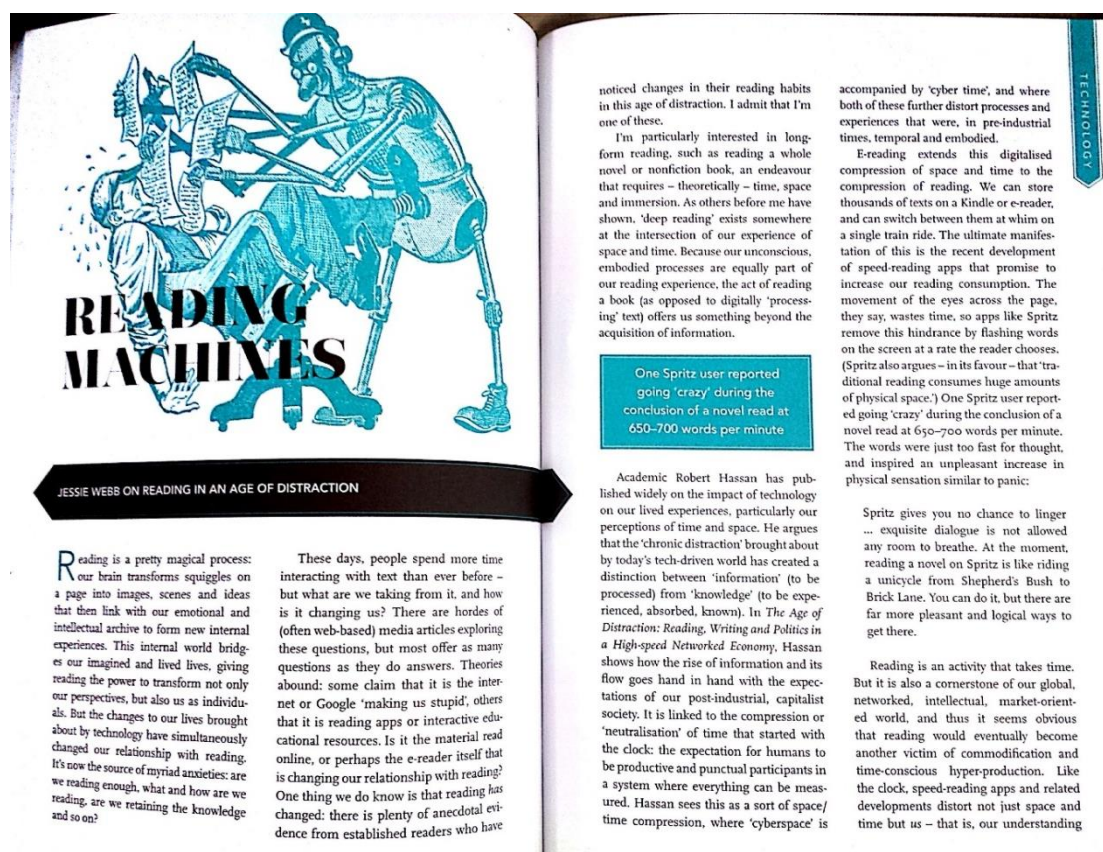 READING
MACHINES
JESSIE WEBB ON READING IN AN AGE OF DISTRACTION
Reading is a pretty magical process:
our brain transforms squiggles on
a page into images, scenes and ideas
that then link with our emotional and
intellectual archive to form new internal
experiences. This internal world bridg-
es our imagined and lived lives, giving
reading the power to transform not only
our perspectives, but also us as individu-
als. But the changes to our lives brought
about by technology have simultaneously
changed our relationship with reading.
It's now the source of myriad anxieties: are
we reading enough, what and how are we
reading, are we retaining the knowledge
and so on?
These days, people spend more time
interacting with text than ever before –
but what are we taking from it, and how
is it changing us? There are hordes of
(often web-based) media articles exploring
these questions, but most offer as many
questions as they do answers. Theories
abound: some claim that it is the inter-
net or Google 'making us stupid', others
that it is reading apps or interactive edu-
cational resources. Is it the material read
online, or perhaps the e-reader itself that
is changing our relationship with reading?
One thing we do know is that reading has
changed: there is plenty of anecdotal evi-
dence from established readers who have
noticed changes in their reading habits
in this age of distraction. I admit that I'm
one of these.
I'm particularly interested in long-
form reading, such as reading a whole
novel or nonfiction book, an endeavour
that requires – theoretically – time, space
and immersion. As others before me have
shown, 'deep reading' exists somewhere
at the intersection of our experience of
space and time. Because our unconscious,
embodied processes are equally part of
our reading experience, the act of reading
a book (as opposed to digitally 'process-
ing' text) offers us something beyond the
acquisition of information.
One Spritz user reported
going 'crazy' during the
conclusion of a novel read at
650–700 words per minute
Academic Robert Hassan has pub-
lished widely on the impact of technology
on our lived experiences, particularly our
perceptions of time and space. He argues
that the 'chronic distraction' brought about
by today's tech-driven world has created a
distinction between 'information' (to be
processed) from 'knowledge' (to be expe-
rienced, absorbed, known). In The Age of
Distraction: Reading, Writing and Politics in
a High-speed Networked Economy, Hassan
shows how the rise of information and its
flow goes hand in hand with the expec-
tations of our post-industrial, capitalist
society. It is linked to the compression or
'neutralisation' of time that started with
the clock: the expectation for humans to
be productive and punctual participants in
a system where everything can be meas-
ured. Hassan sees this as a sort of space/
time compression, where 'cyberspace' is
accompanied by 'cyber time', and where
both of these further distort processes and
experiences that were, in pre-industrial
times, temporal and embodied.
E-reading extends this digitalised
compression of space and time to the
compression of reading. We can store
thousands of texts on a Kindle or e-reader,
and can switch between them at whim on
a single train ride. The ultimate manifes-
tation of this is the recent development
of speed-reading apps that promise to
increase our reading consumption. The
movement of the eyes across the page,
they say, wastes time, so apps like Spritz
remove this hindrance by flashing words
on the screen at a rate the reader chooses.
(Spritz also argues – in its favour – that 'tra-
ditional reading consumes huge amounts
of physical space.') One Spritz user report-
ed going 'crazy' during the conclusion of a
novel read at 650–700 words per minute.
The words were just too fast for thought,
and inspired an unpleasant increase in
physical sensation similar to panic:
Spritz gives you no chance to linger
... exquisite dialogue is not allowed
any room to breathe. At the moment,
reading a novel on Spritz is like riding
a unicycle from Shepherd's Bush to
Brick Lane. You can do it, but there are
far more pleasant and logical ways to
get there.
Reading is an activity that takes time.
But it is also a cornerstone of our global,
networked, intellectual, market-orient-
ed world, and thus it seems obvious
that reading would eventually become
another victim of commodification and
time-conscious hyper-production. Like
the clock, speed-reading apps and related
developments distort not just space and
time but us – that is, our understanding
TECHNOLOGY